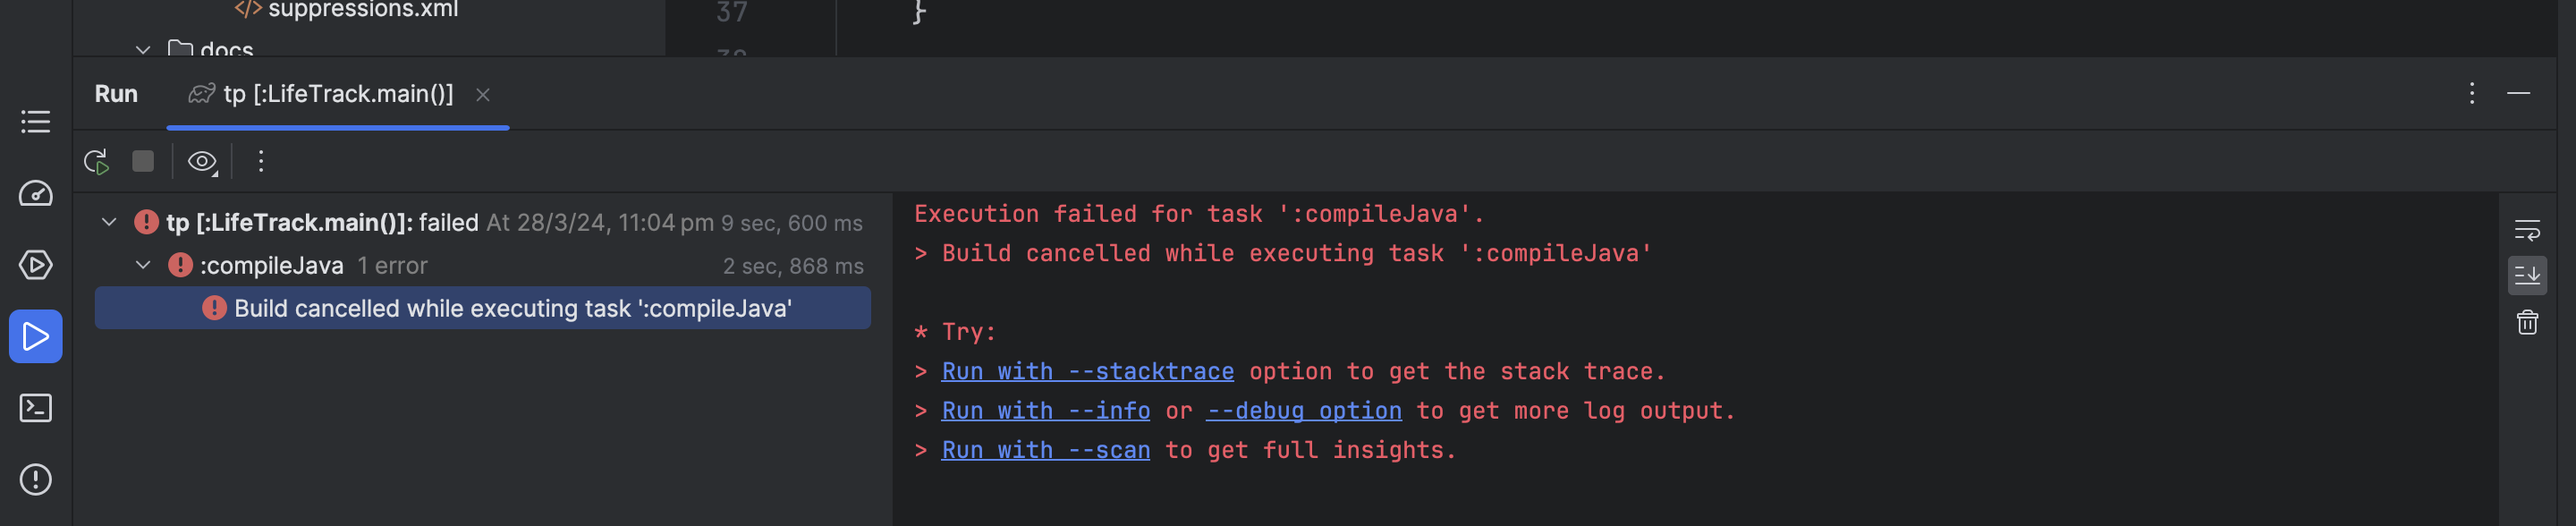 </> suppressions.xml
docs
37
}
38
Run
tp [:LifeTrack.main()]
tp [:LifeTrack.main()]: failed At 28/3/24, 11:04 pm 9 sec, 600 ms
:compileJava 1 error 2 sec, 868 ms
Build cancelled while executing task ':compileJava'
Execution failed for task ':compileJava'.
> Build cancelled while executing task ':compileJava'
* Try:
> Run with --stacktrace option to get the stack trace.
> Run with --info or --debug option to get more log output.
> Run with --scan to get full insights.